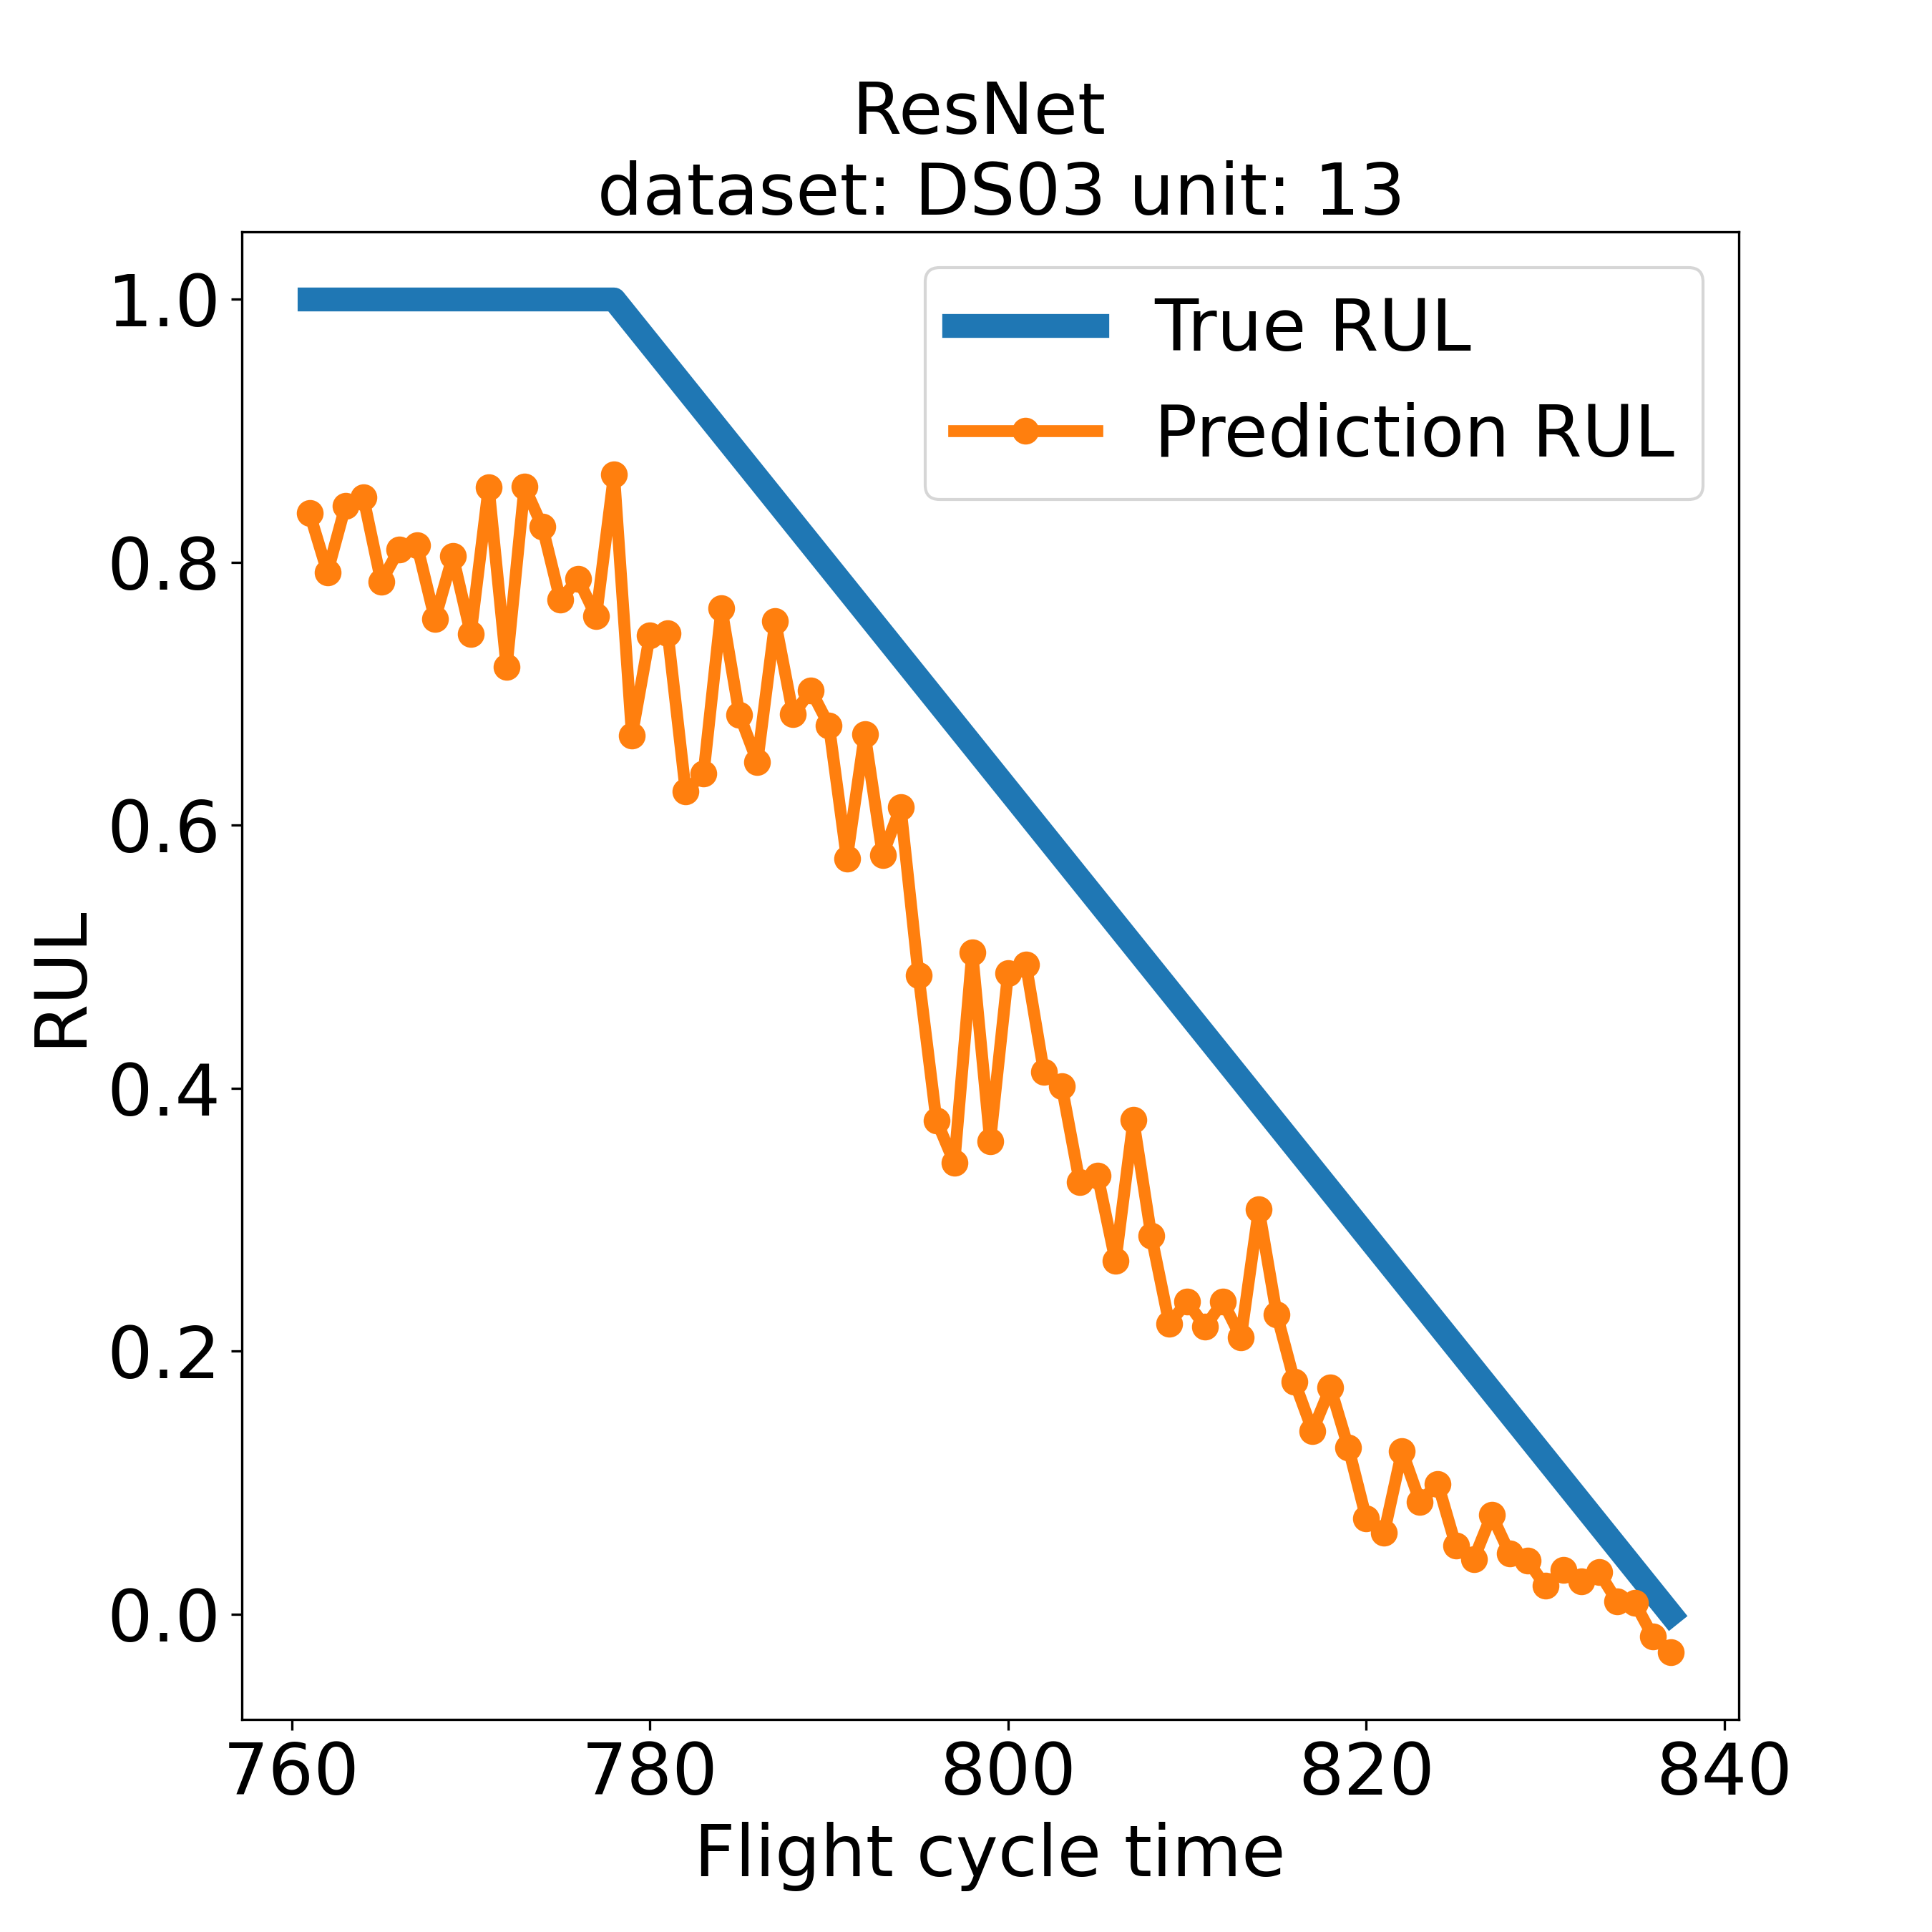 ResNet
dataset: DS03 unit: 13
True RUL
Prediction RUL
1.0
0.8
0.6
0.4
0.2
0.0
RUL
760 780 800 820 840
Flight cycle time